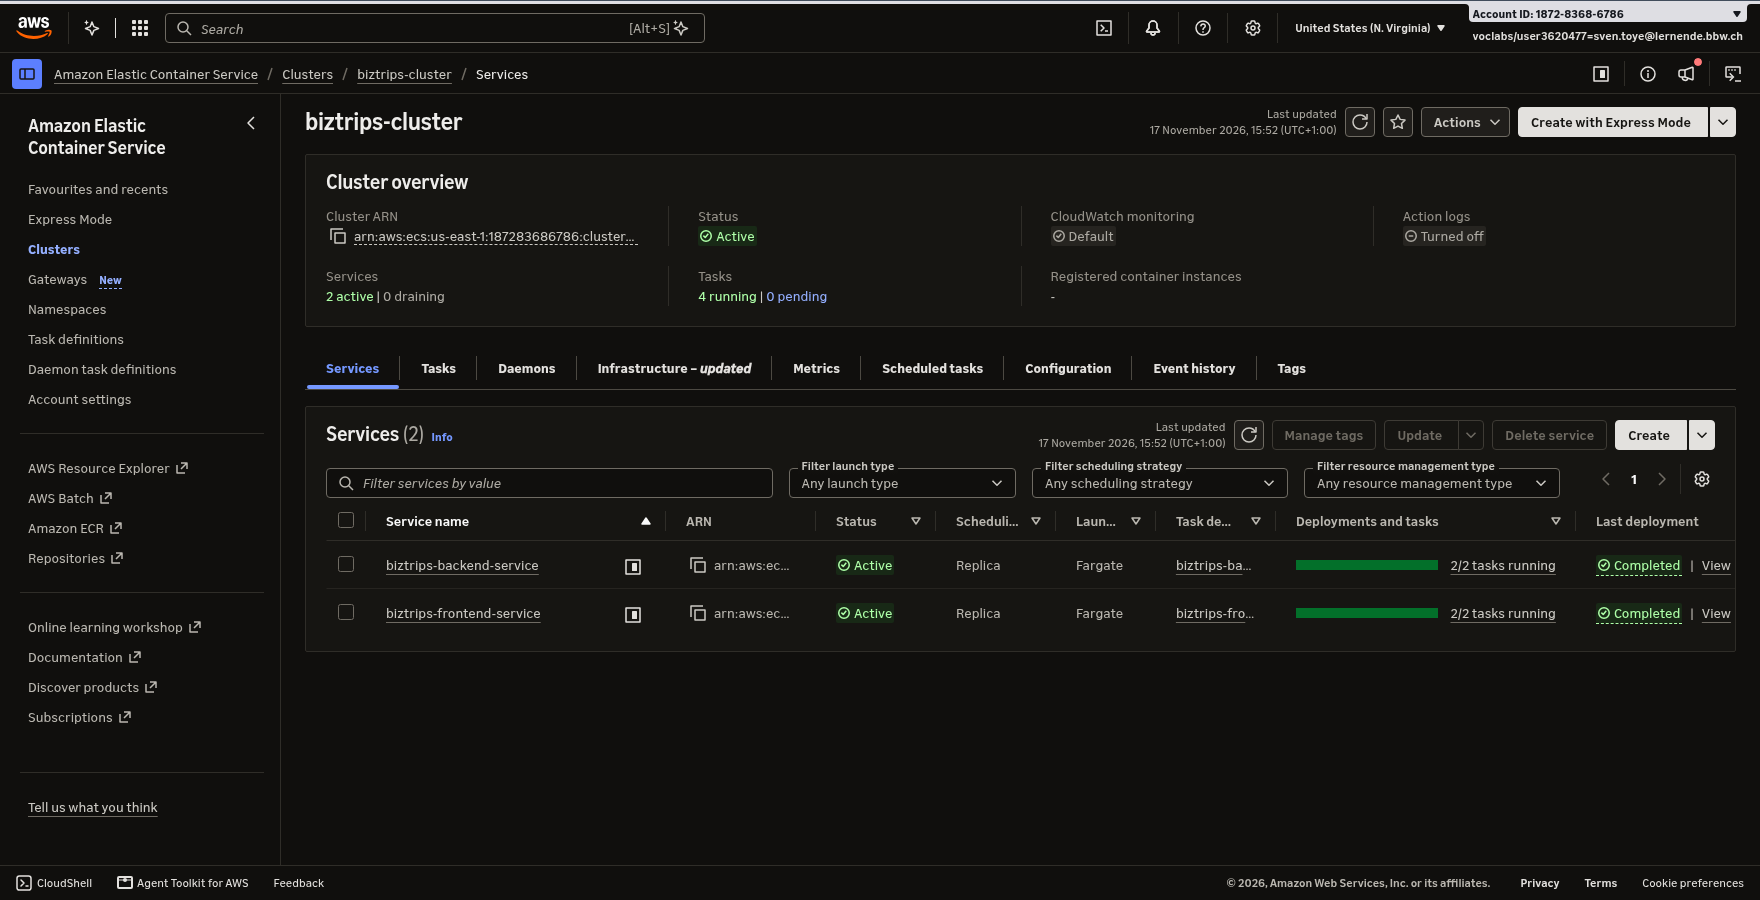 aws
Search
[Alt+S]
United States (N. Virginia)
Account ID: 1872-8368-6786
voclabs/user3620477=sven.toye@lernende.bbw.ch
Amazon Elastic Container Service / Clusters / biztrips-cluster / Services
Amazon Elastic
Container Service
Favourites and recents
Express Mode
Clusters
Gateways New
Namespaces
Task definitions
Daemon task definitions
Account settings
AWS Resource Explorer
AWS Batch
Amazon ECR
Repositories
Online learning workshop
Documentation
Discover products
Subscriptions
Tell us what you think
biztrips-cluster
Last updated
17 November 2026, 15:52 (UTC+1:00)
Actions
Create with Express Mode
Cluster overview
Cluster ARN
arn:aws:ecs:us-east-1:187283686786:cluster...
Status
Active
CloudWatch monitoring
Default
Action logs
Turned off
Services
2 active | 0 draining
Tasks
4 running | 0 pending
Registered container instances
-
Services Tasks Daemons Infrastructure – updated Metrics Scheduled tasks Configuration Event history Tags
Services (2) Info
Last updated
17 November 2026, 15:52 (UTC+1:00)
Manage tags
Update
Delete service
Create
Filter services by value
Filter launch type
Any launch type
Filter scheduling strategy
Any scheduling strategy
Filter resource management type
Any resource management type
1
Service name ARN Status Scheduli... Laun... Task de... Deployments and tasks Last deployment
biztrips-backend-service arn:aws:ec... Active Replica Fargate biztrips-ba... 2/2 tasks running Completed | View
biztrips-frontend-service arn:aws:ec... Active Replica Fargate biztrips-fro... 2/2 tasks running Completed | View
CloudShell Agent Toolkit for AWS Feedback
© 2026, Amazon Web Services, Inc. or its affiliates. Privacy Terms Cookie preferences